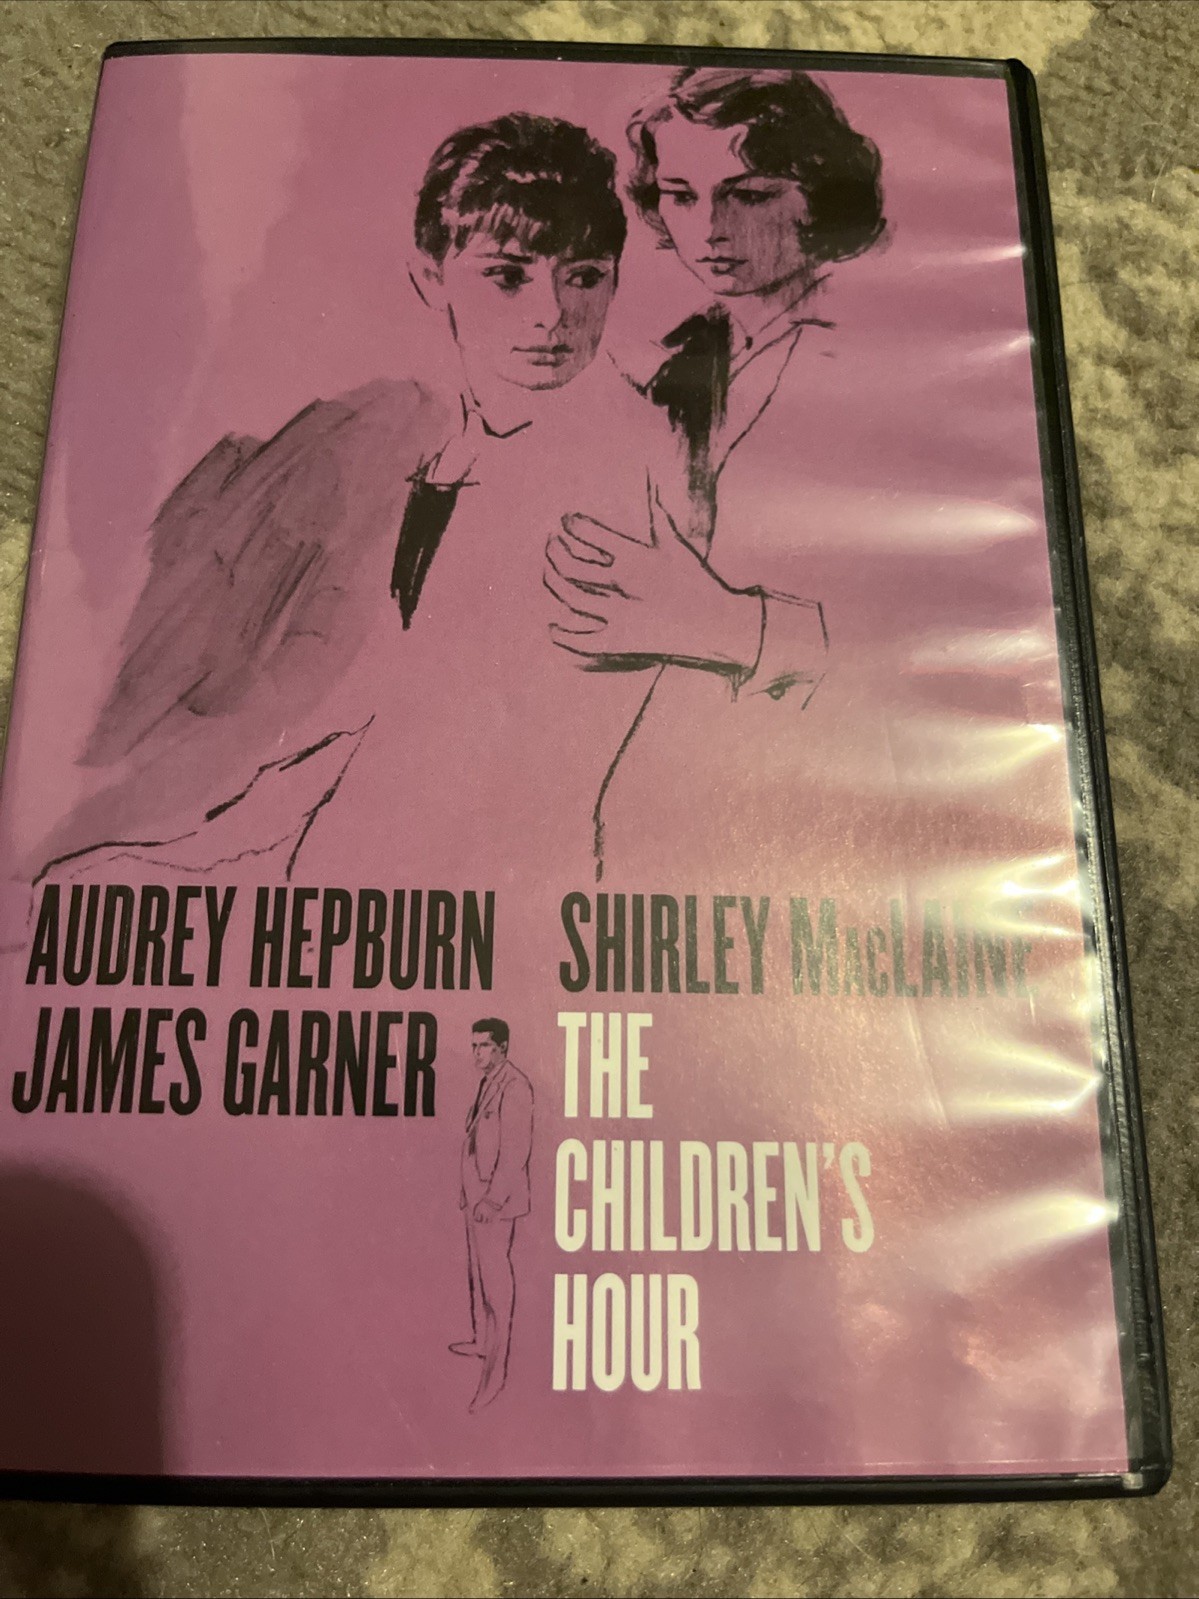 AUDREY HEPBURN
SHIRLEY MACLAINE
JAMES GARNER
THE
CHILDREN'S
HOUR